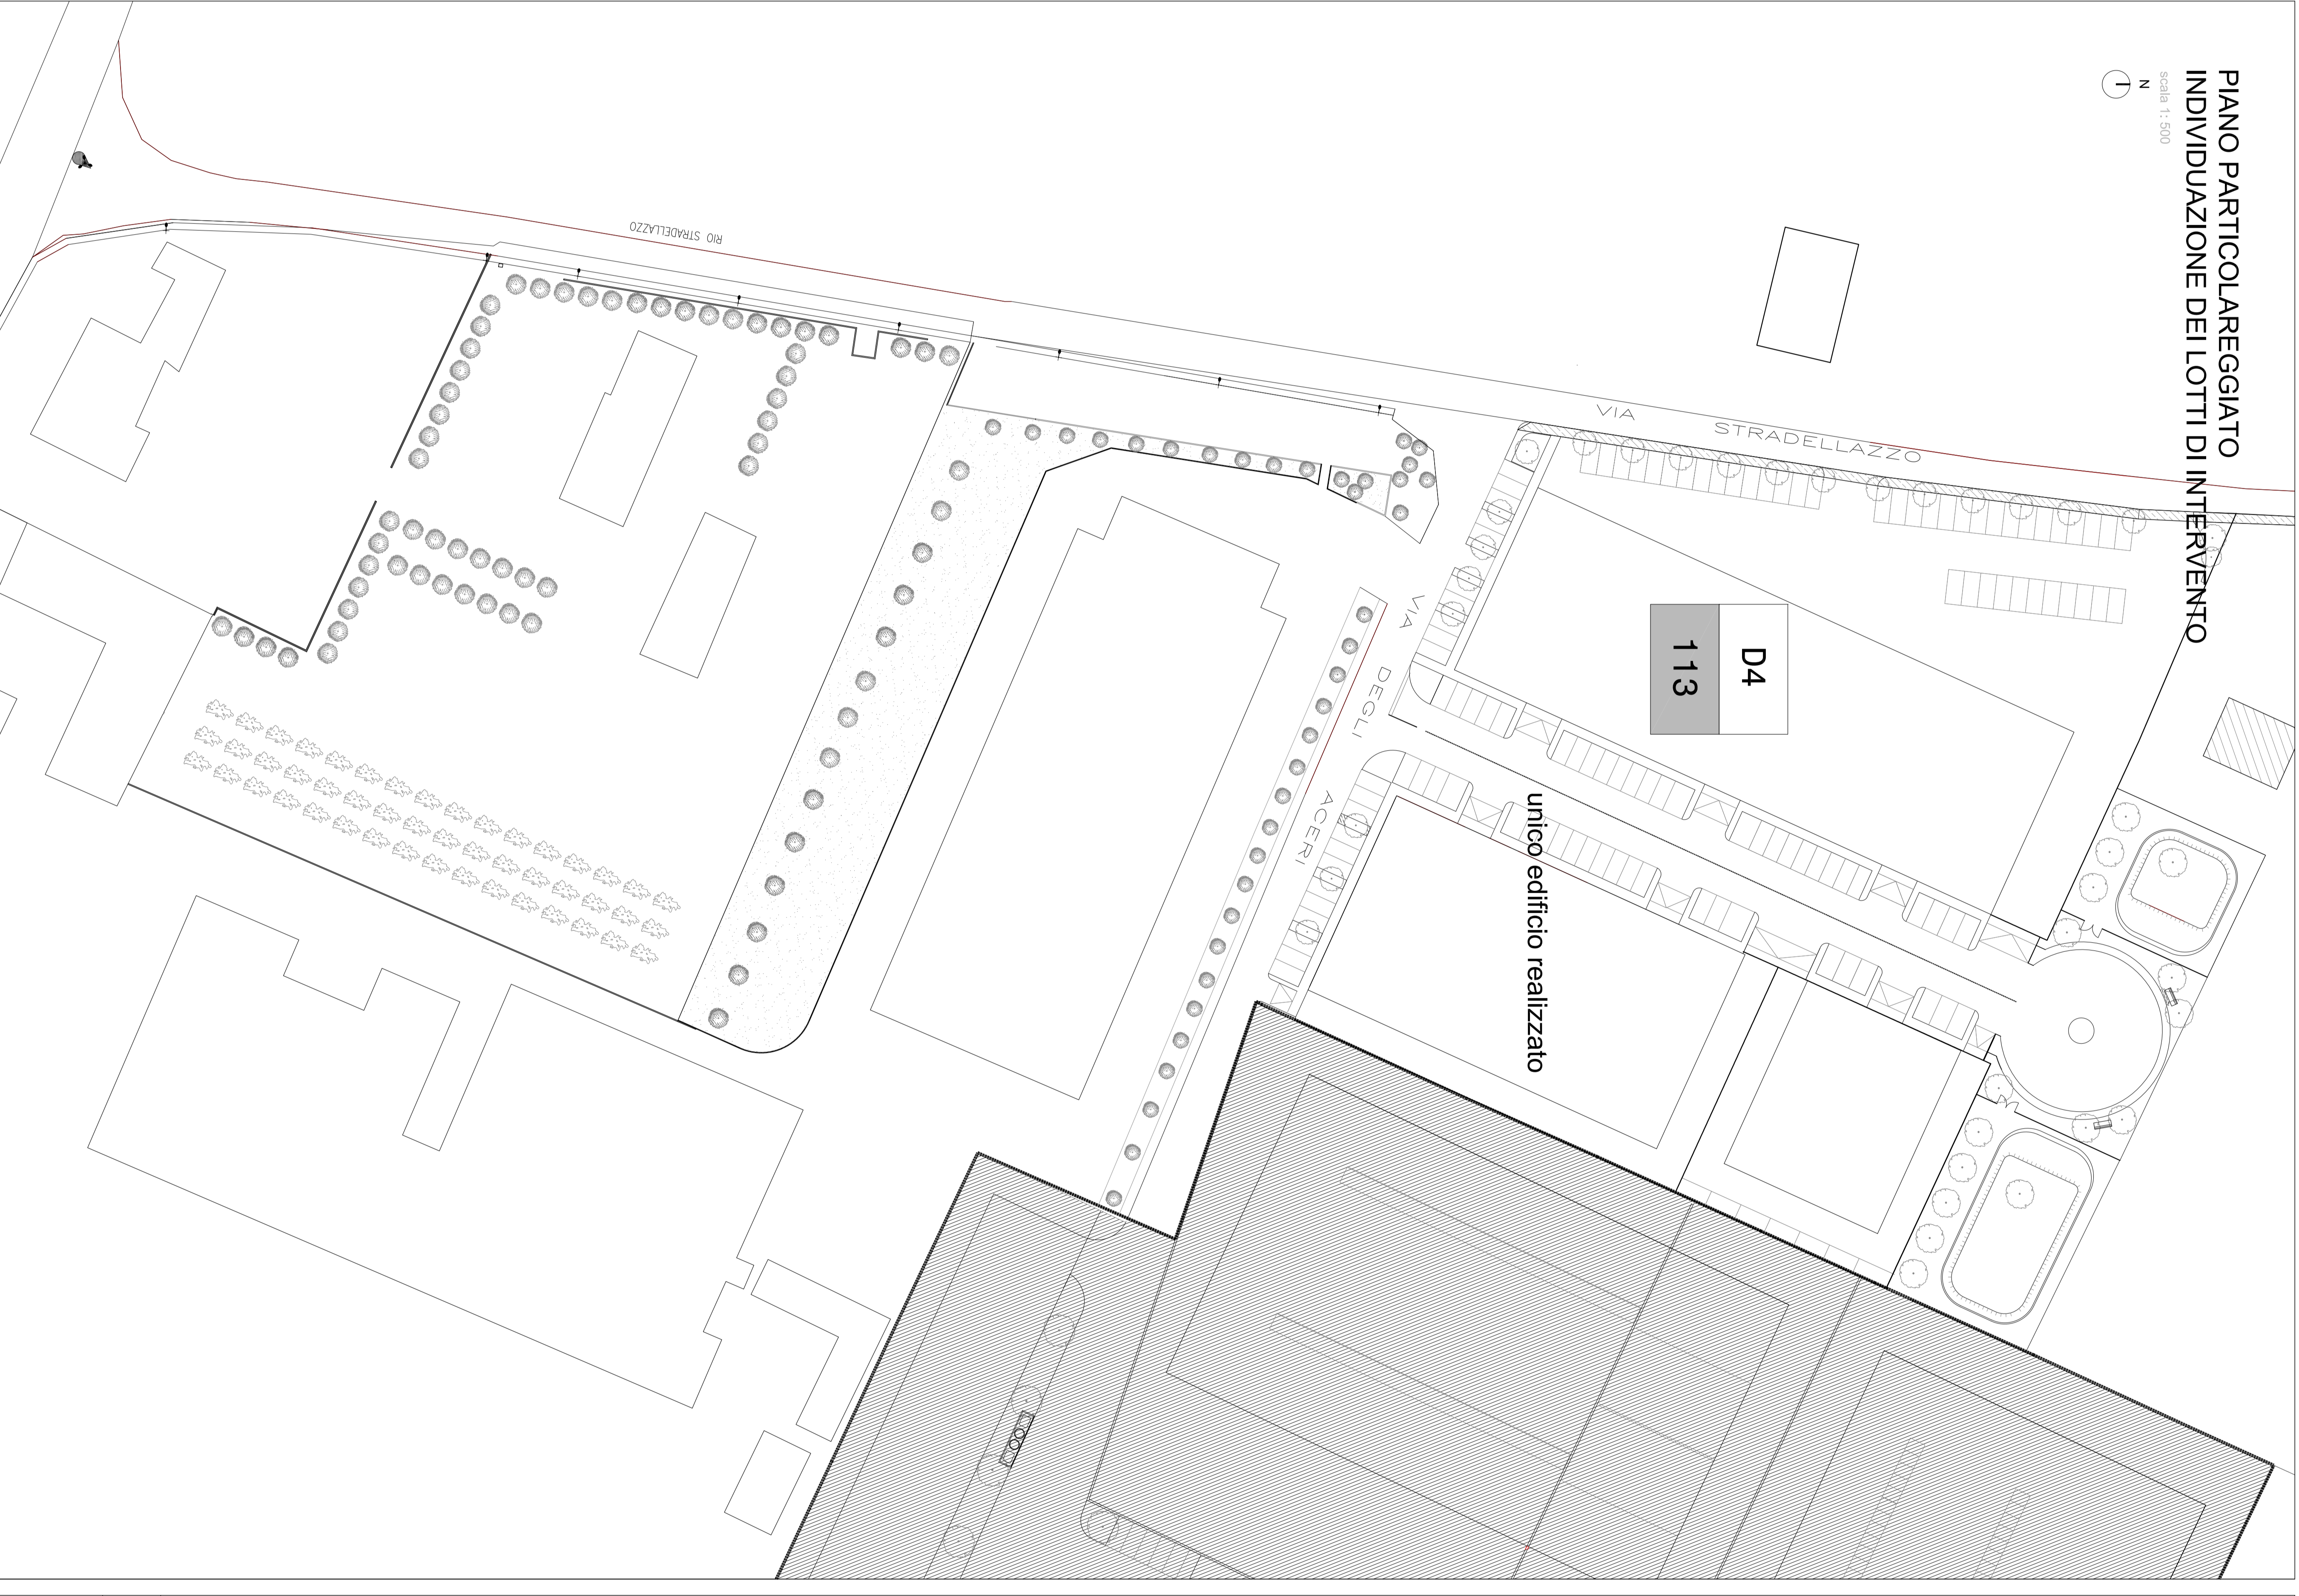 PIANO PARTICOLAREGGIATO
INDIVIDUAZIONE DEI LOTTI DI INTERVENTO
scala 1: 500
N
RIO STRADELLAZZO
VIA STRADELLAZZO
D4
113
VIA DEGLI ACERI
unico edificio realizzato